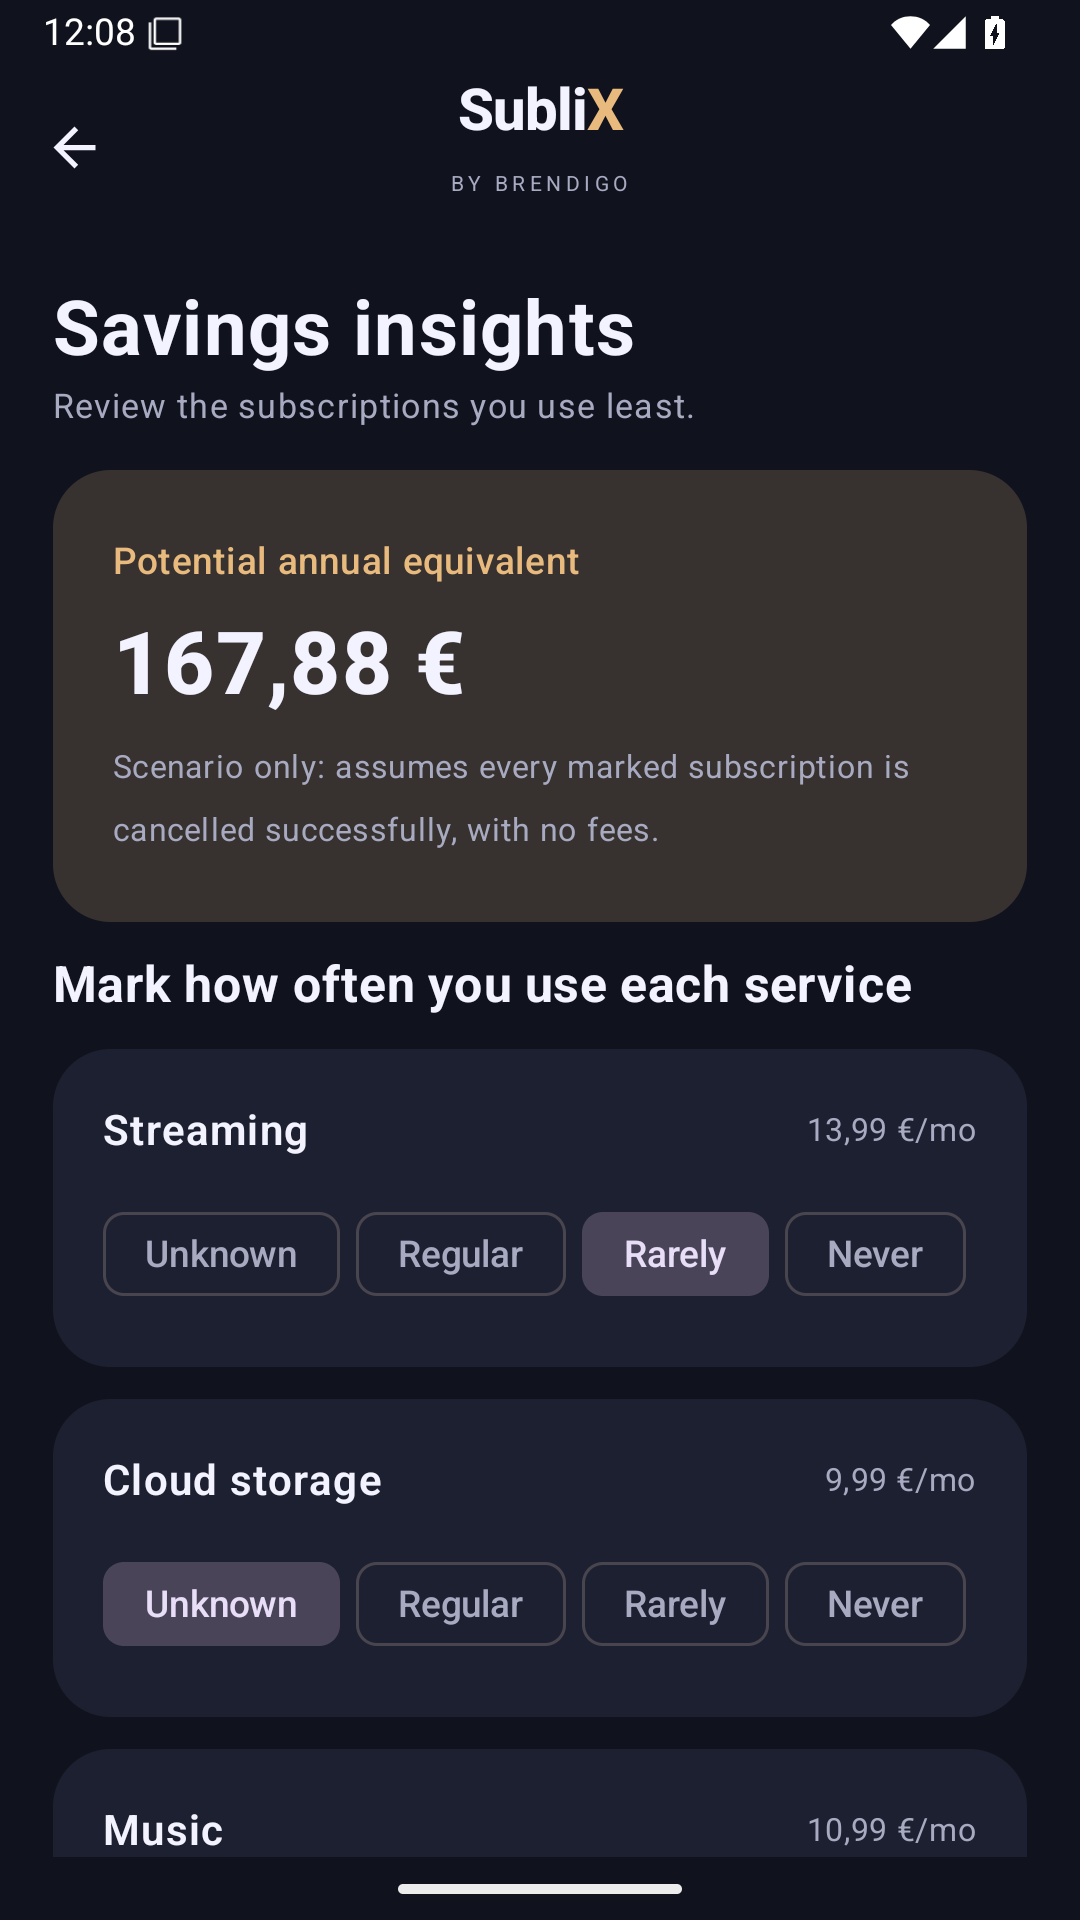 12:08
SubliX
BY BRENDIGO
Savings insights
Review the subscriptions you use least.
Potential annual equivalent
167,88 €
Scenario only: assumes every marked subscription is
cancelled successfully, with no fees.
Mark how often you use each service
Streaming 13,99 €/mo
Unknown Regular Rarely Never
Cloud storage 9,99 €/mo
Unknown Regular Rarely Never
Music 10,99 €/mo